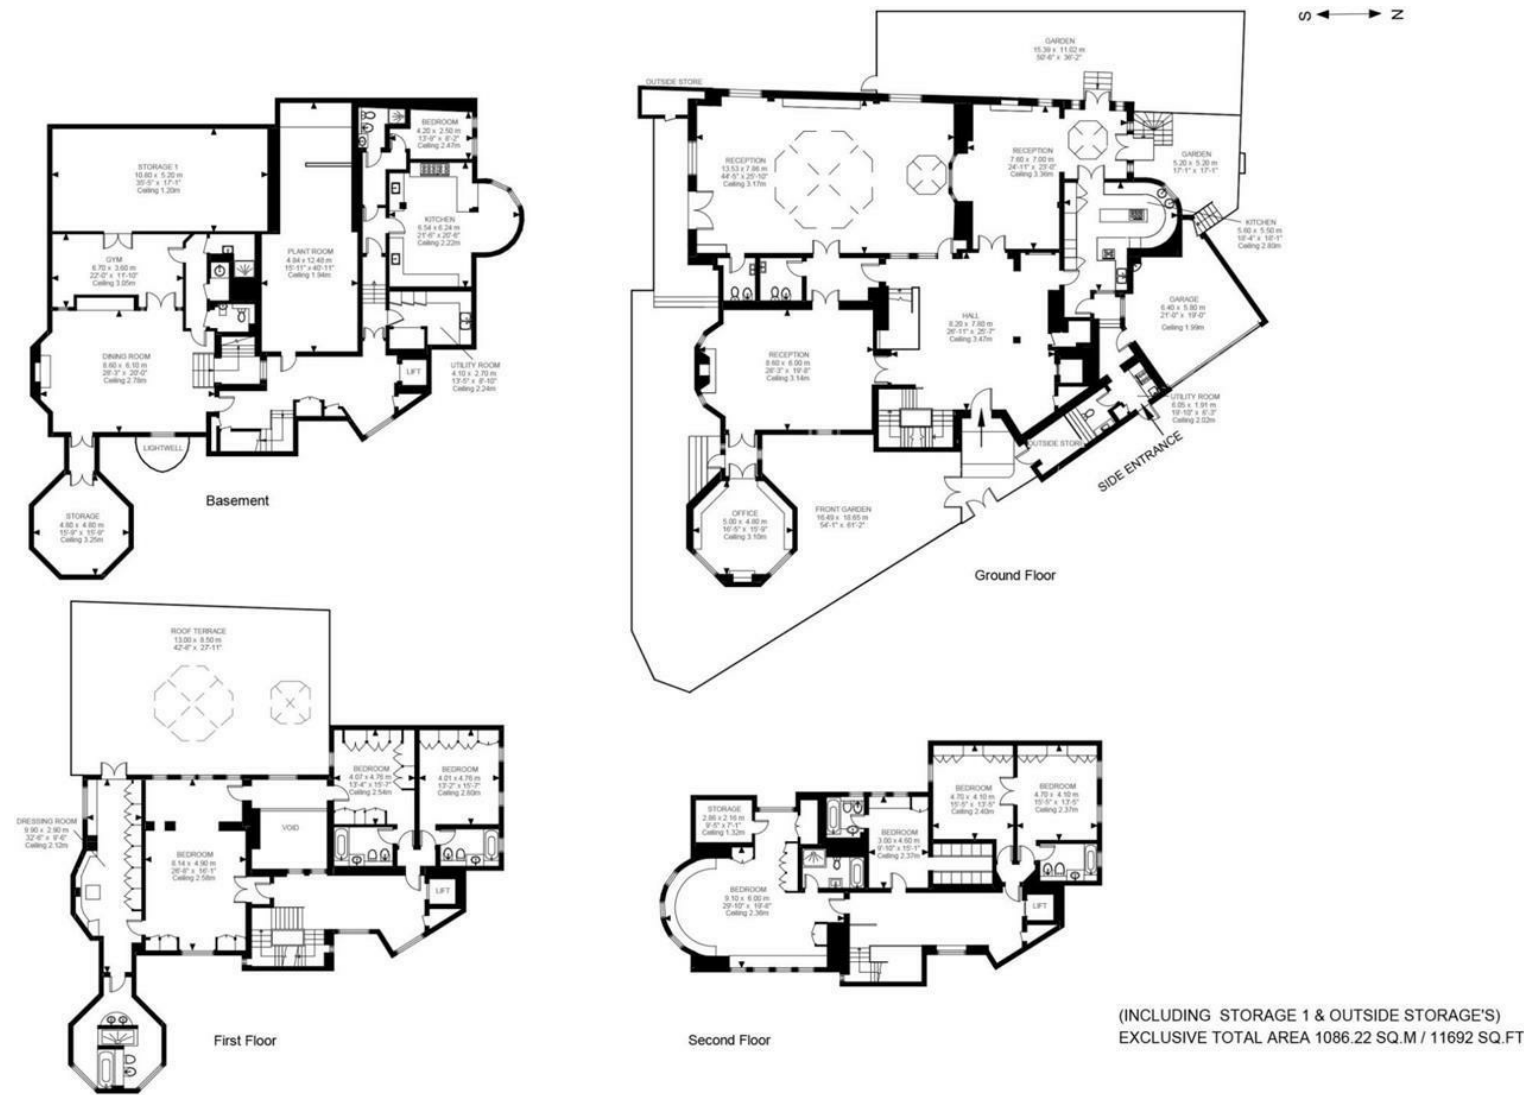 S N
BEDROOM
4.20 x 2.50 m
13'-9" x 8'-2"
Ceiling 2.47m
STORAGE 1
10.80 x 5.20 m
35'-5" x 17'-1"
Ceiling 1.20m
KITCHEN
6.54 x 6.24 m
21'-5" x 20'-6"
Ceiling 2.22m
PLANT ROOM
4.84 x 12.48 m
15'-11" x 40'-11"
Ceiling 1.94m
GYM
6.70 x 3.60 m
22'-0" x 11'-10"
Ceiling 3.05m
DINING ROOM
8.60 x 6.10 m
28'-3" x 20'-0"
Ceiling 2.78m
LIFT
UTILITY ROOM
4.10 x 2.70 m
13'-5" x 8'-10"
Ceiling 2.24m
LIGHTWELL
STORAGE
4.80 x 4.80 m
15'-9" x 15'-9"
Ceiling 3.25m
Basement
GARDEN
15.39 x 11.02 m
50'-6" x 36'-2"
OUTSIDE STORE
RECEPTION
13.53 x 7.86 m
44'-5" x 25'-10"
Ceiling 3.17m
RECEPTION
7.60 x 7.00 m
24'-11" x 23'-0"
Ceiling 3.36m
GARDEN
5.20 x 5.20 m
17'-1" x 17'-1"
KITCHEN
5.60 x 5.50 m
18'-4" x 18'-1"
Ceiling 2.80m
GARAGE
6.40 x 5.80 m
21'-0" x 19'-0"
Ceiling 1.99m
HALL
8.20 x 7.80 m
26'-11" x 25'-7"
Ceiling 3.47m
RECEPTION
8.60 x 6.00 m
28'-3" x 19'-8"
Ceiling 3.14m
UTILITY ROOM
6.05 x 1.91 m
19'-10" x 6'-3"
Ceiling 2.02m
OUTSIDE STORE
SIDE ENTRANCE
OFFICE
5.00 x 4.80 m
16'-5" x 15'-9"
Ceiling 3.10m
FRONT GARDEN
16.49 x 18.65 m
54'-1" x 61'-2"
Ground Floor
ROOF TERRACE
13.00 x 8.50 m
42'-8" x 27'-11"
BEDROOM
4.07 x 4.76 m
13'-4" x 15'-7"
Ceiling 2.54m
BEDROOM
4.01 x 4.76 m
13'-2" x 15'-7"
Ceiling 2.60m
DRESSING ROOM
9.90 x 2.90 m
32'-6" x 9'-6"
Ceiling 2.12m
VOID
BEDROOM
8.14 x 4.90 m
26'-8" x 16'-1"
Ceiling 2.58m
LIFT
First Floor
BEDROOM
4.70 x 4.10 m
15'-5" x 13'-5"
Ceiling 2.40m
BEDROOM
4.70 x 4.10 m
15'-5" x 13'-5"
Ceiling 2.37m
STORAGE
2.86 x 2.16 m
9'-5" x 7'-1"
Ceiling 1.32m
BEDROOM
3.00 x 4.60 m
9'-10" x 15'-1"
Ceiling 2.37m
BEDROOM
9.10 x 6.00 m
29'-10" x 19'-8"
Ceiling 2.36m
LIFT
Second Floor
(INCLUDING STORAGE 1 & OUTSIDE STORAGE'S)
EXCLUSIVE TOTAL AREA 1086.22 SQ.M / 11692 SQ.FT